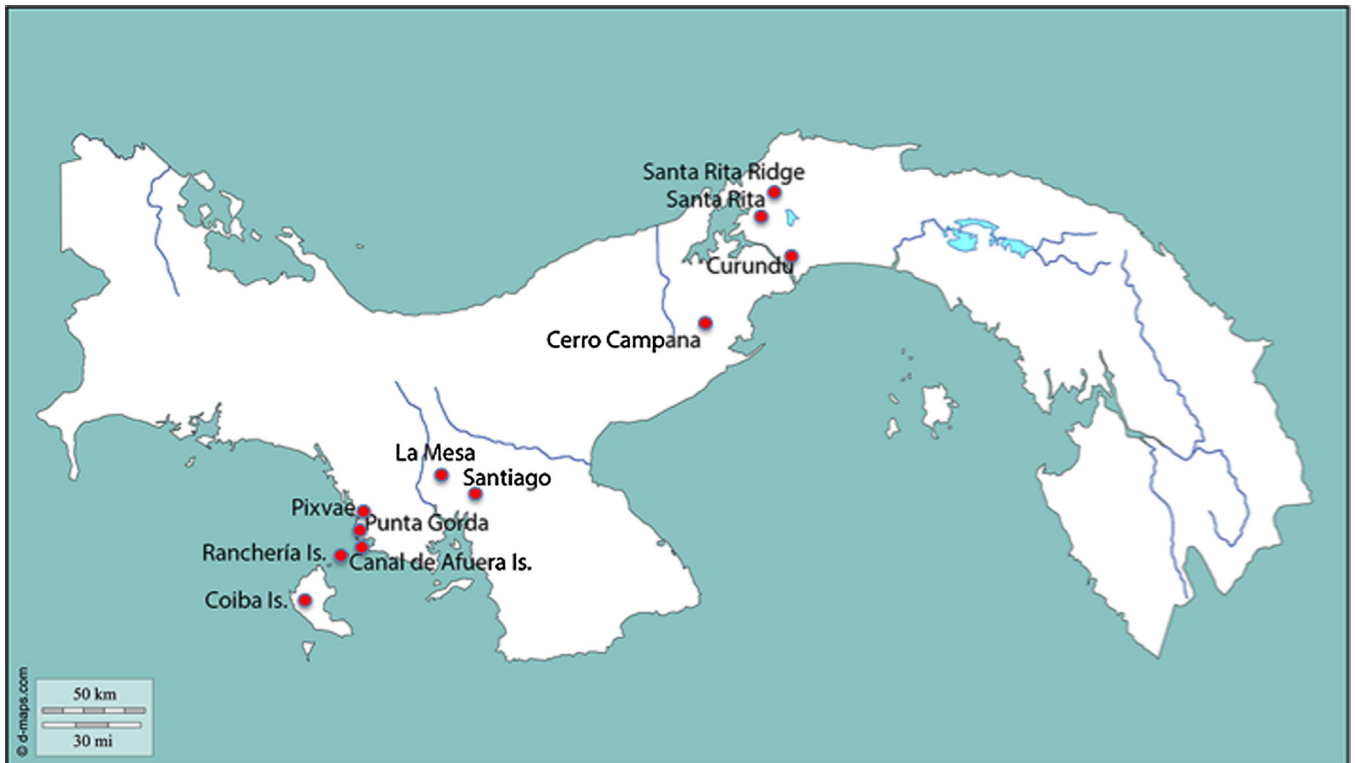 Santa Rita Ridge
Santa Rita
Curundu
Cerro Campana
La Mesa
Santiago
Pixvae
Punta Gorda
Ranchería Is.
Canal de Afuera Is.
Coiba Is.
50 km
30 mi
© d-maps.com